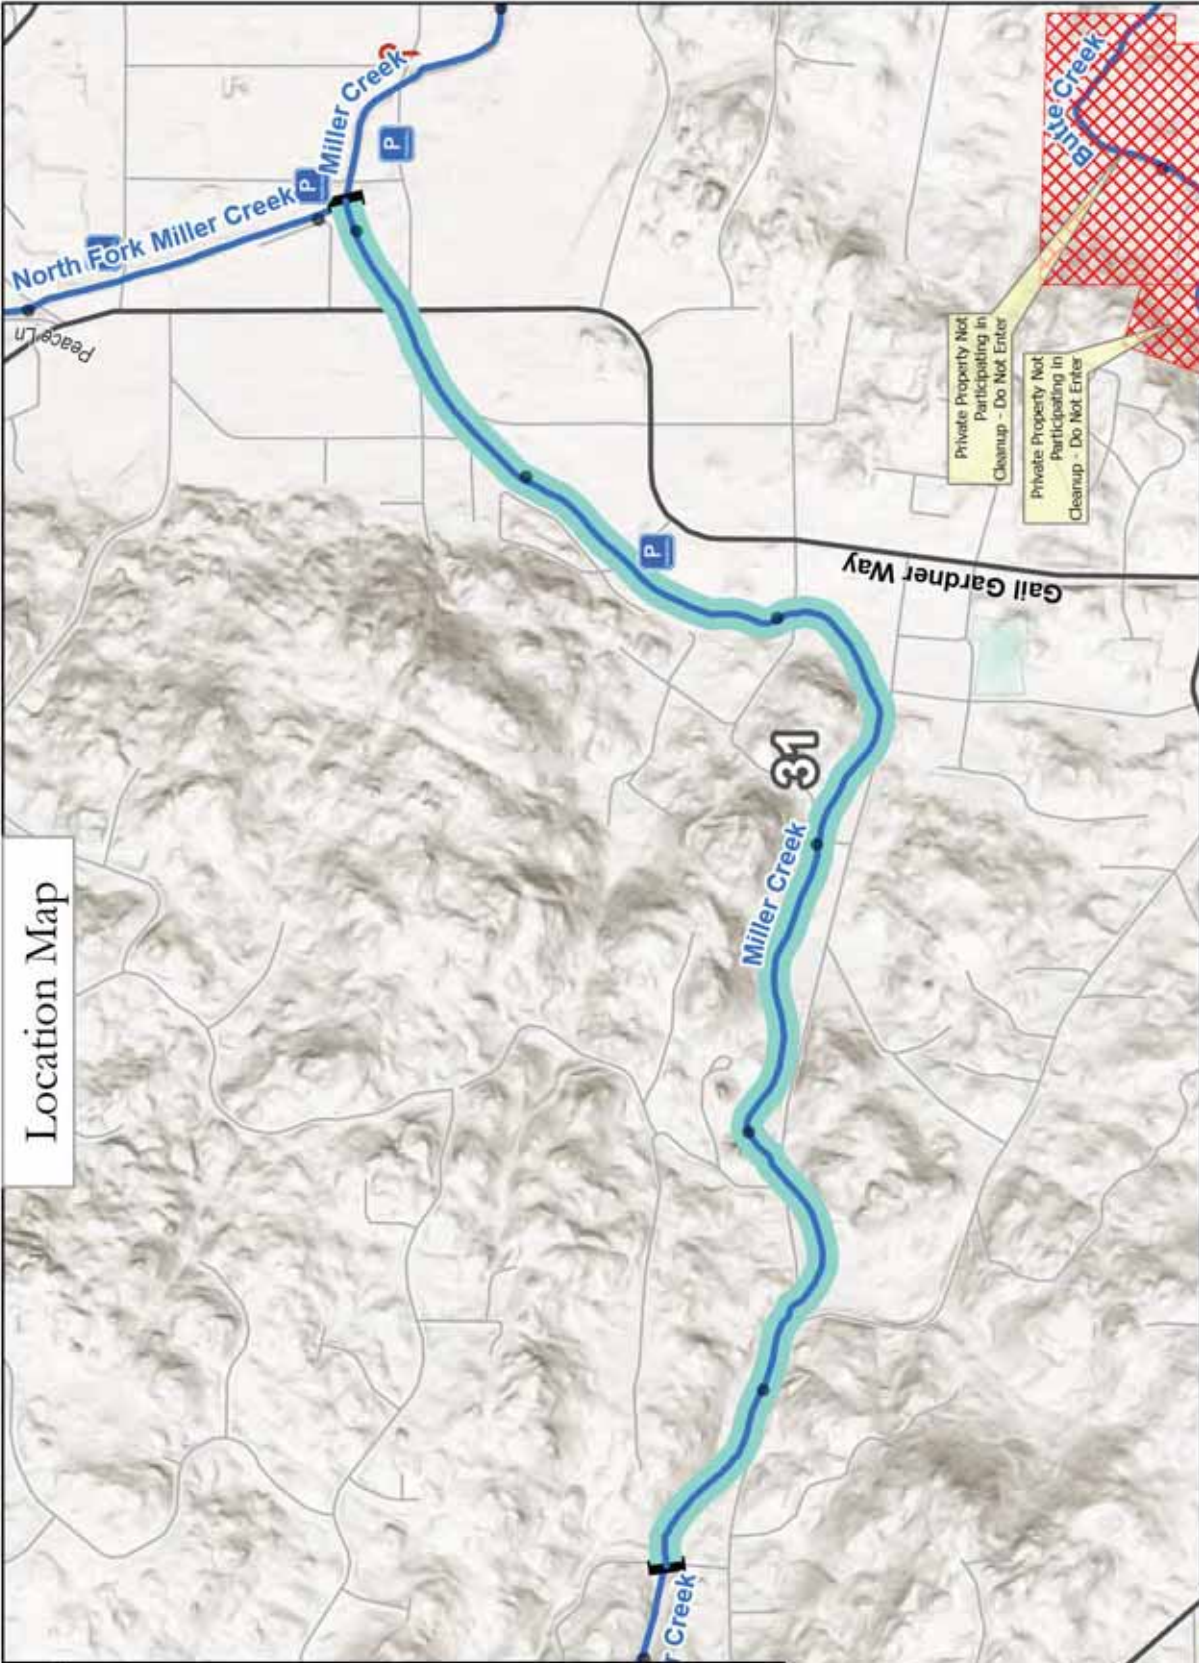 Location Map
North Fork Miller Creek
Miller Creek
P
P
Peace Ln
P
Butte Creek
Private Property Not
Participating in
Cleanup - Do Not Enter
Private Property Not
Participating in
Cleanup - Do Not Enter
Gail Gardner Way
31
Miller Creek
r Creek